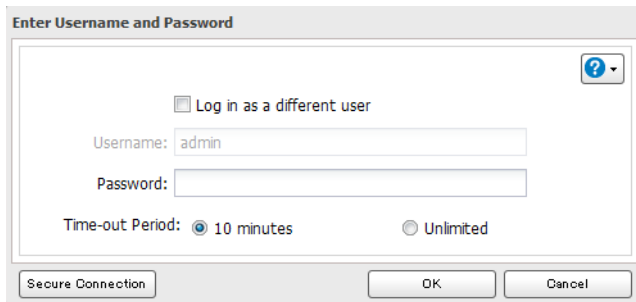 Enter Username and Password
?
Log in as a different user
Username: admin
Password:
Time-out Period: 10 minutes Unlimited
Secure Connection OK Cancel